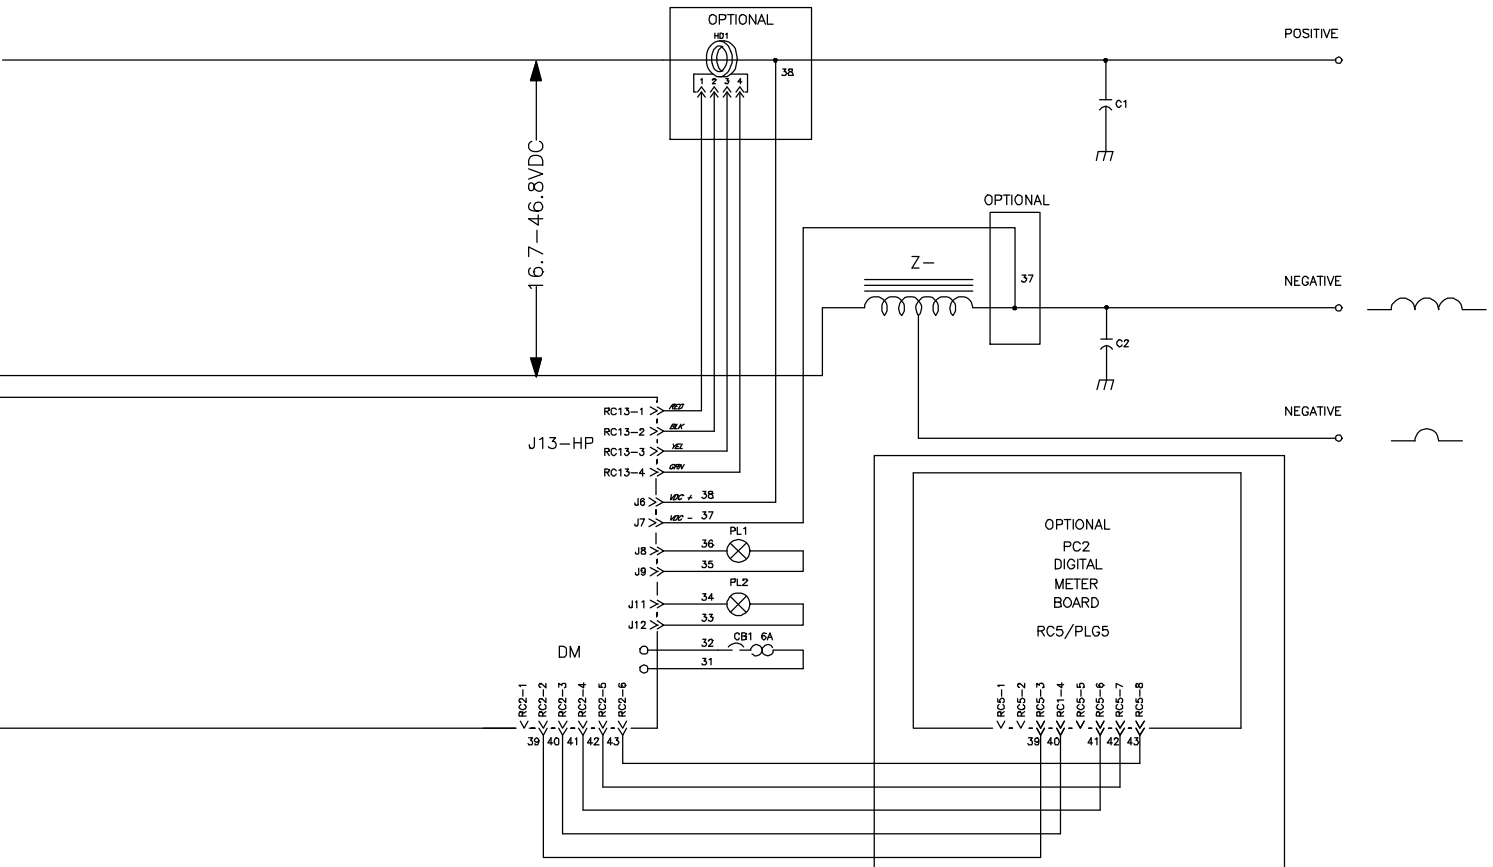 OPTIONAL
HD1
1 2 3 4
38
POSITIVE
C1
16.7-46.8VDC
OPTIONAL
Z-
37
NEGATIVE
C2
NEGATIVE
J13-HP
RC13-1 RED
RC13-2 BLK
RC13-3 YEL
RC13-4 GRN
J6 VDC + 38
J7 VDC - 37
PL1
J8 36
J9 35
PL2
J11 34
J12 33
CB1 6A
32
31
DM
RC2-1
RC2-2
RC2-3
RC2-4
RC2-5
RC2-6
39 40 41 42 43
OPTIONAL
PC2
DIGITAL
METER
BOARD
RC5/PLG5
RC5-1
RC5-2
RC5-3
RC1-4
RC5-5
RC5-6
RC5-7
RC5-8
39 40 41 42 43